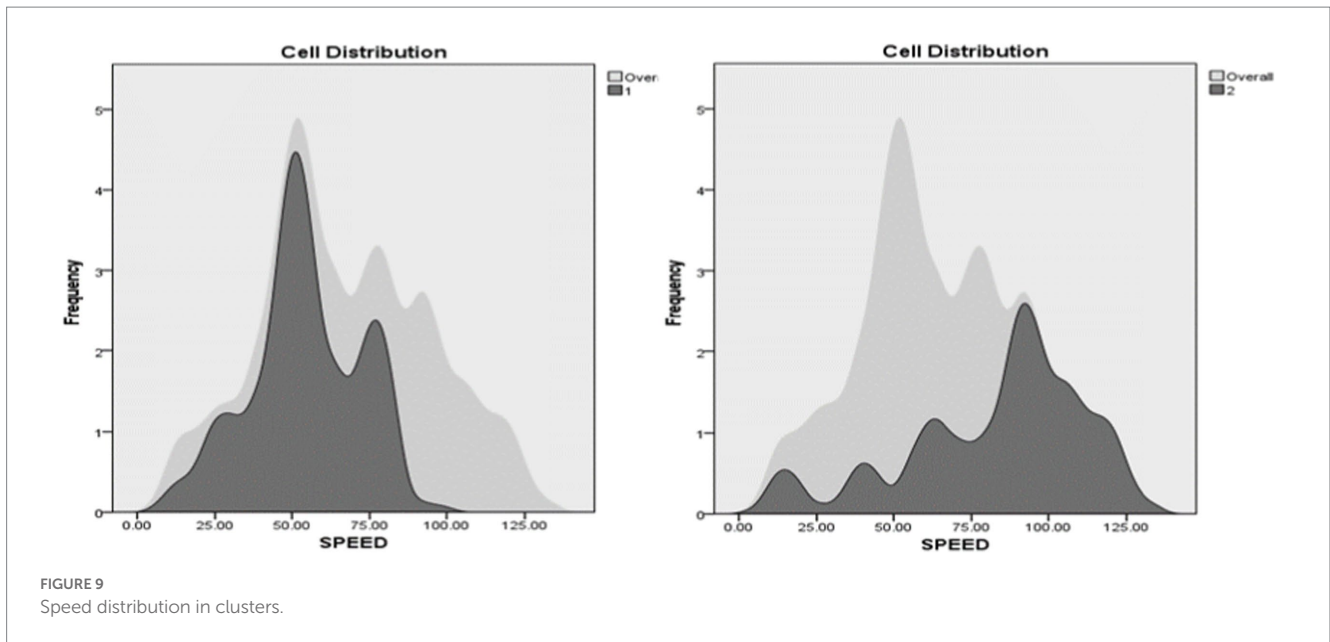 Cell Distribution
Over
1
5
4
3
2
1
0
Frequency
0.00 25.00 50.00 75.00 100.00 125.00
SPEED
Cell Distribution
Overall
2
5
4
3
2
1
0
Frequency
0.00 25.00 50.00 75.00 100.00 125.00
SPEED
FIGURE 9
Speed distribution in clusters.